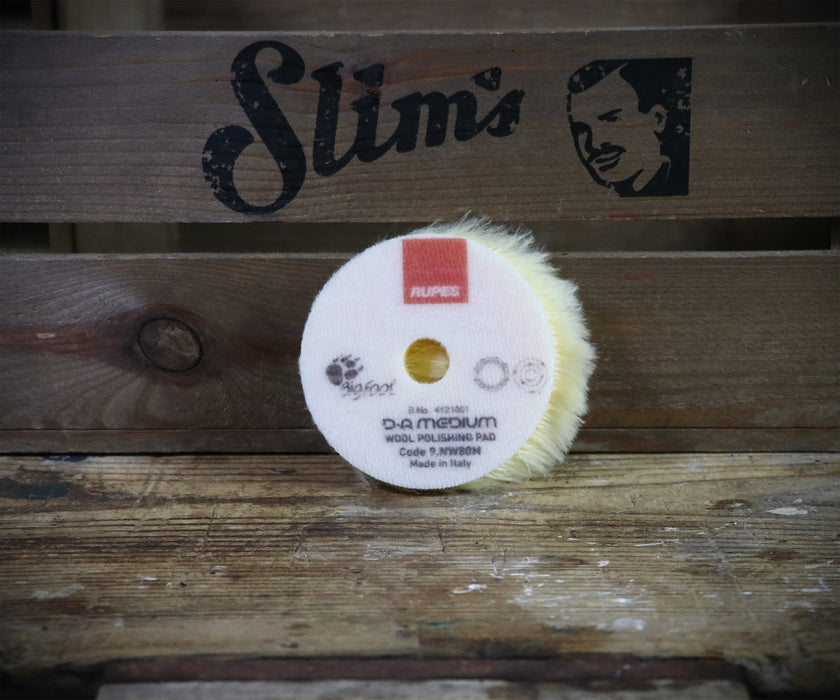 Slim's
RUPES
BigFoot
B.No. 4121001
D-A MEDIUM
WOOL POLISHING PAD
Code 9.NW80M
Made in Italy